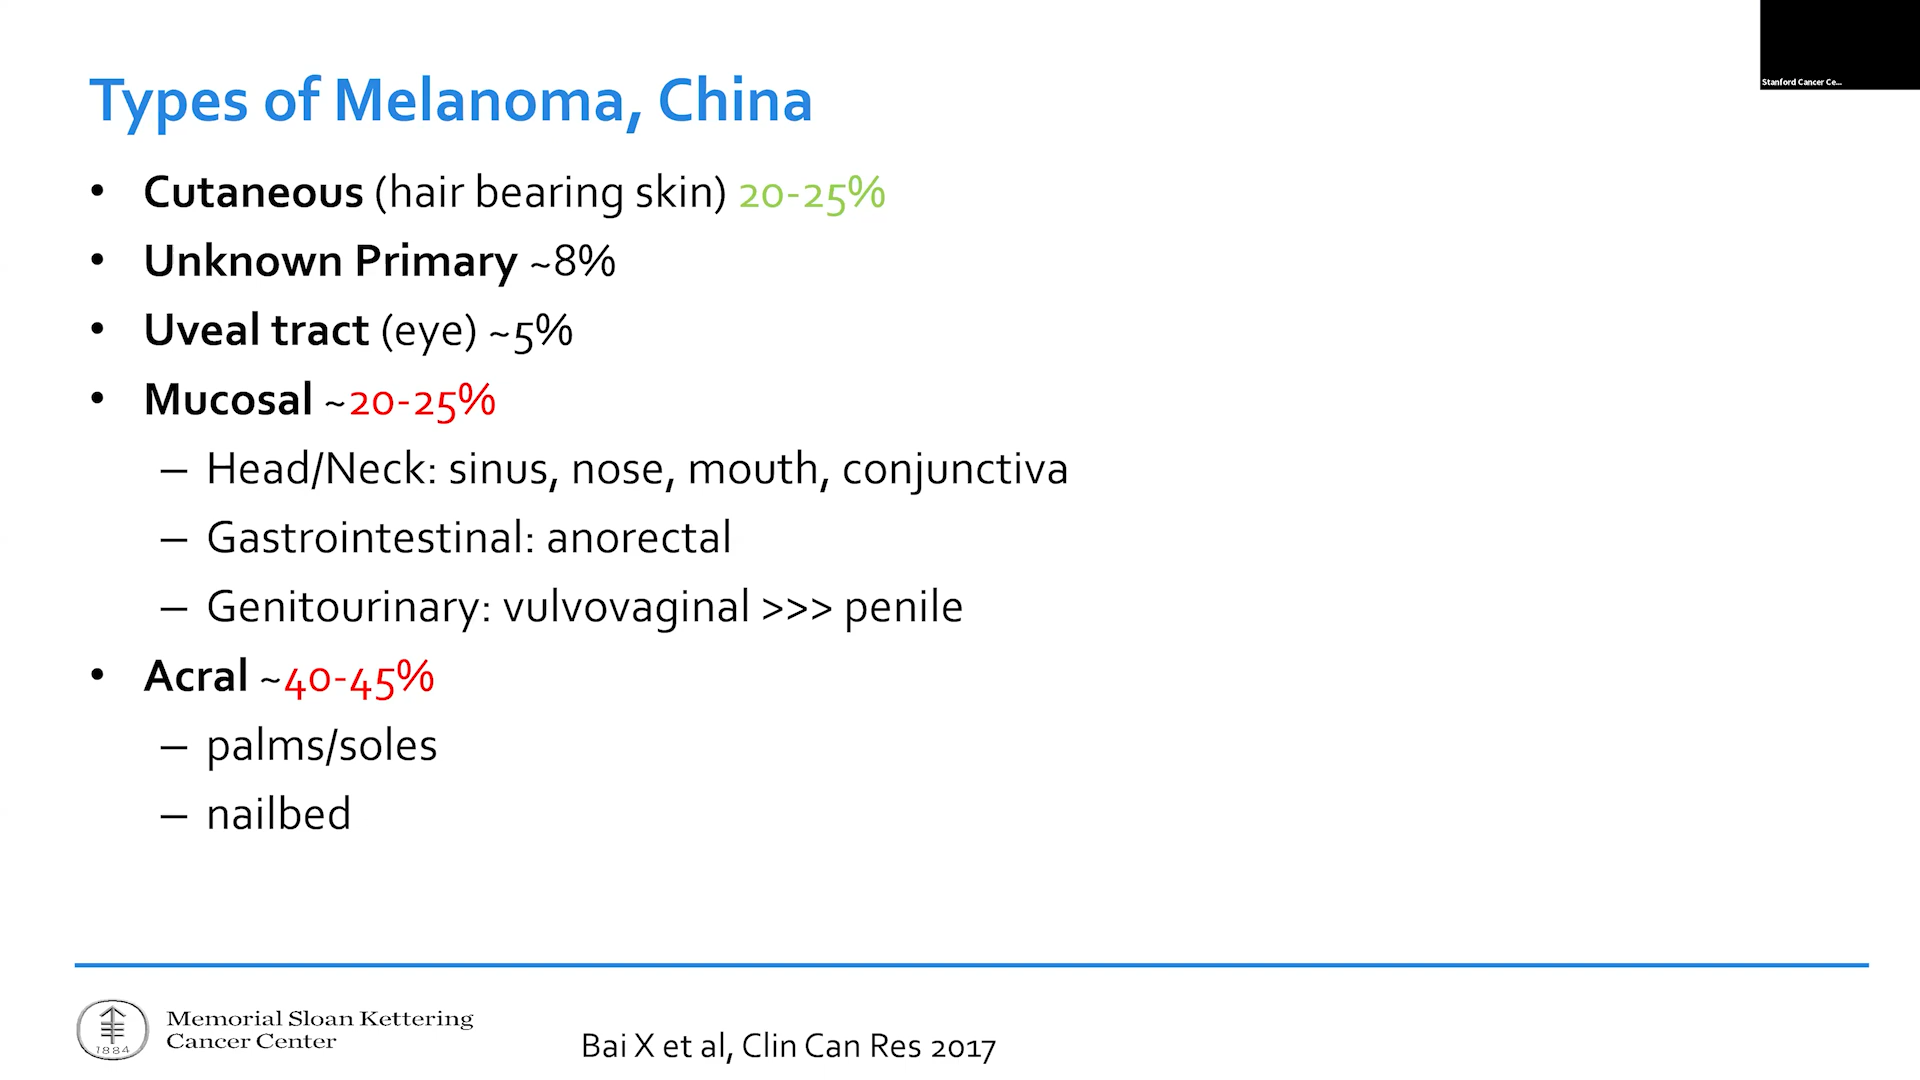 Stanford Cancer Ce...
Types of Melanoma, China
• Cutaneous (hair bearing skin) 20-25%
• Unknown Primary ~8%
• Uveal tract (eye) ~5%
• Mucosal ~20-25%
– Head/Neck: sinus, nose, mouth, conjunctiva
– Gastrointestinal: anorectal
– Genitourinary: vulvovaginal >>> penile
• Acral ~40-45%
– palms/soles
– nailbed
1884
Memorial Sloan Kettering
Cancer Center
Bai X et al, Clin Can Res 2017